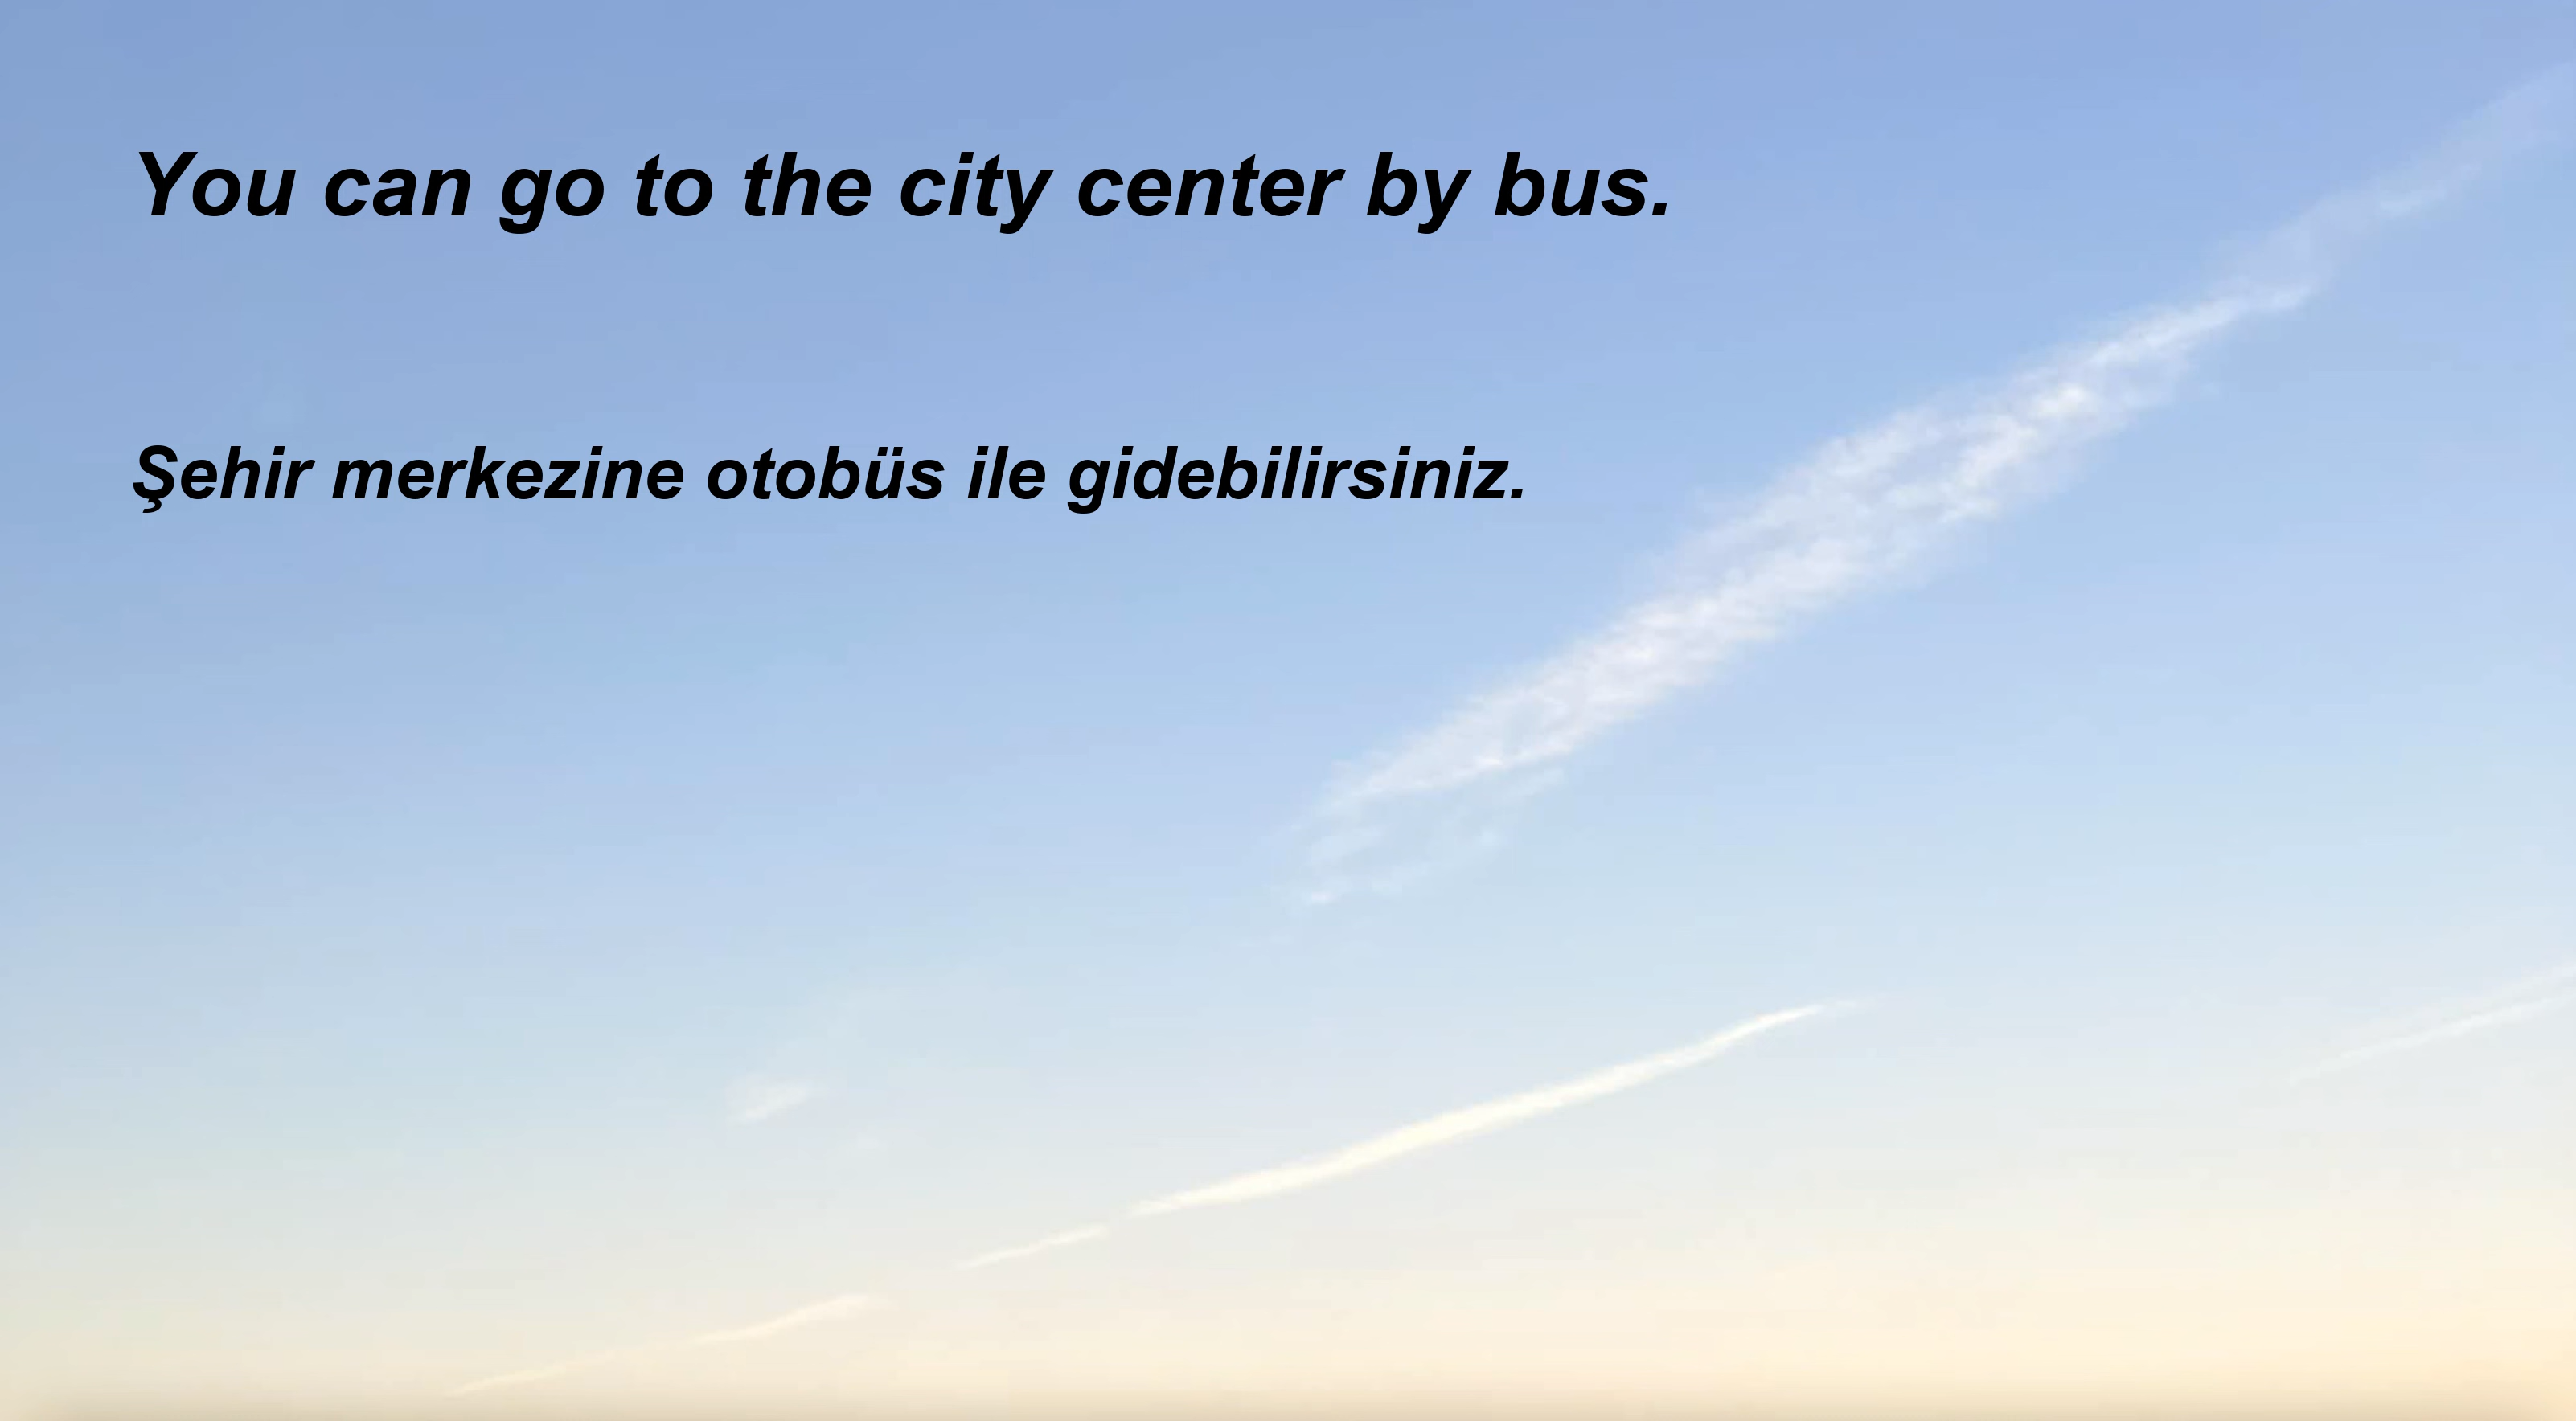 You can go to the city center by bus.
Şehir merkezine otobüs ile gidebilirsiniz.